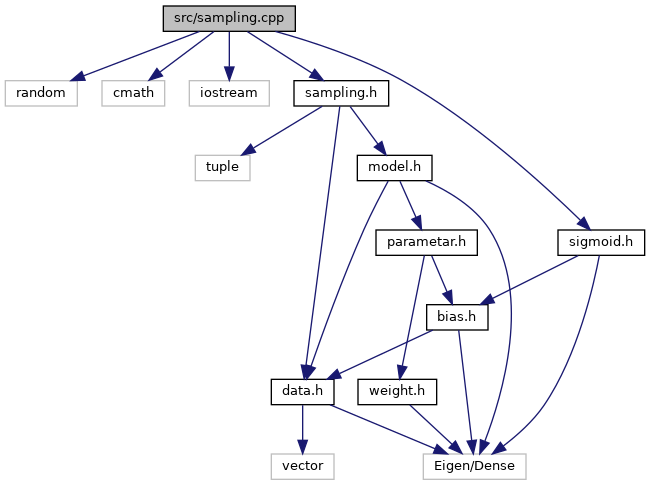 src/sampling.cpp
random
cmath
iostream
sampling.h
tuple
model.h
parametar.h
sigmoid.h
bias.h
data.h
weight.h
vector
Eigen/Dense